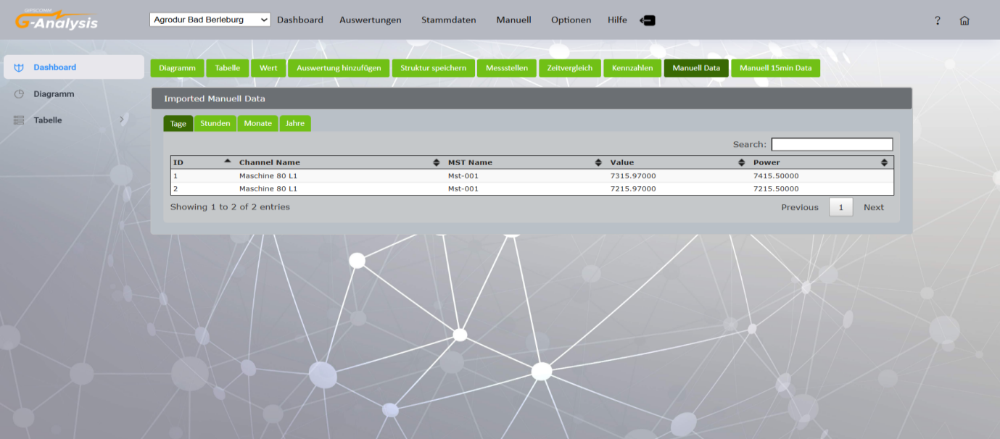 GIFSCOMM
G-Analysis
Agrodur Bad Berleburg Dashboard Auswertungen Stammdaten Manuell Optionen Hilfe ?
Dashboard
Diagramm
Tabelle
Diagramm Tabelle Wert Auswertung hinzufügen Struktur speichern Messstellen Zeitvergleich Kennzahlen Manuell Data Manuell 15min Data
Imported Manuell Data
Tage Stunden Monate Jahre
Search:
ID Channel Name MST Name Value Power
1 Maschine 80 L1 Mst-001 7315.97000 7415.50000
2 Maschine 80 L1 Mst-001 7215.97000 7215.50000
Showing 1 to 2 of 2 entries
Previous 1 Next